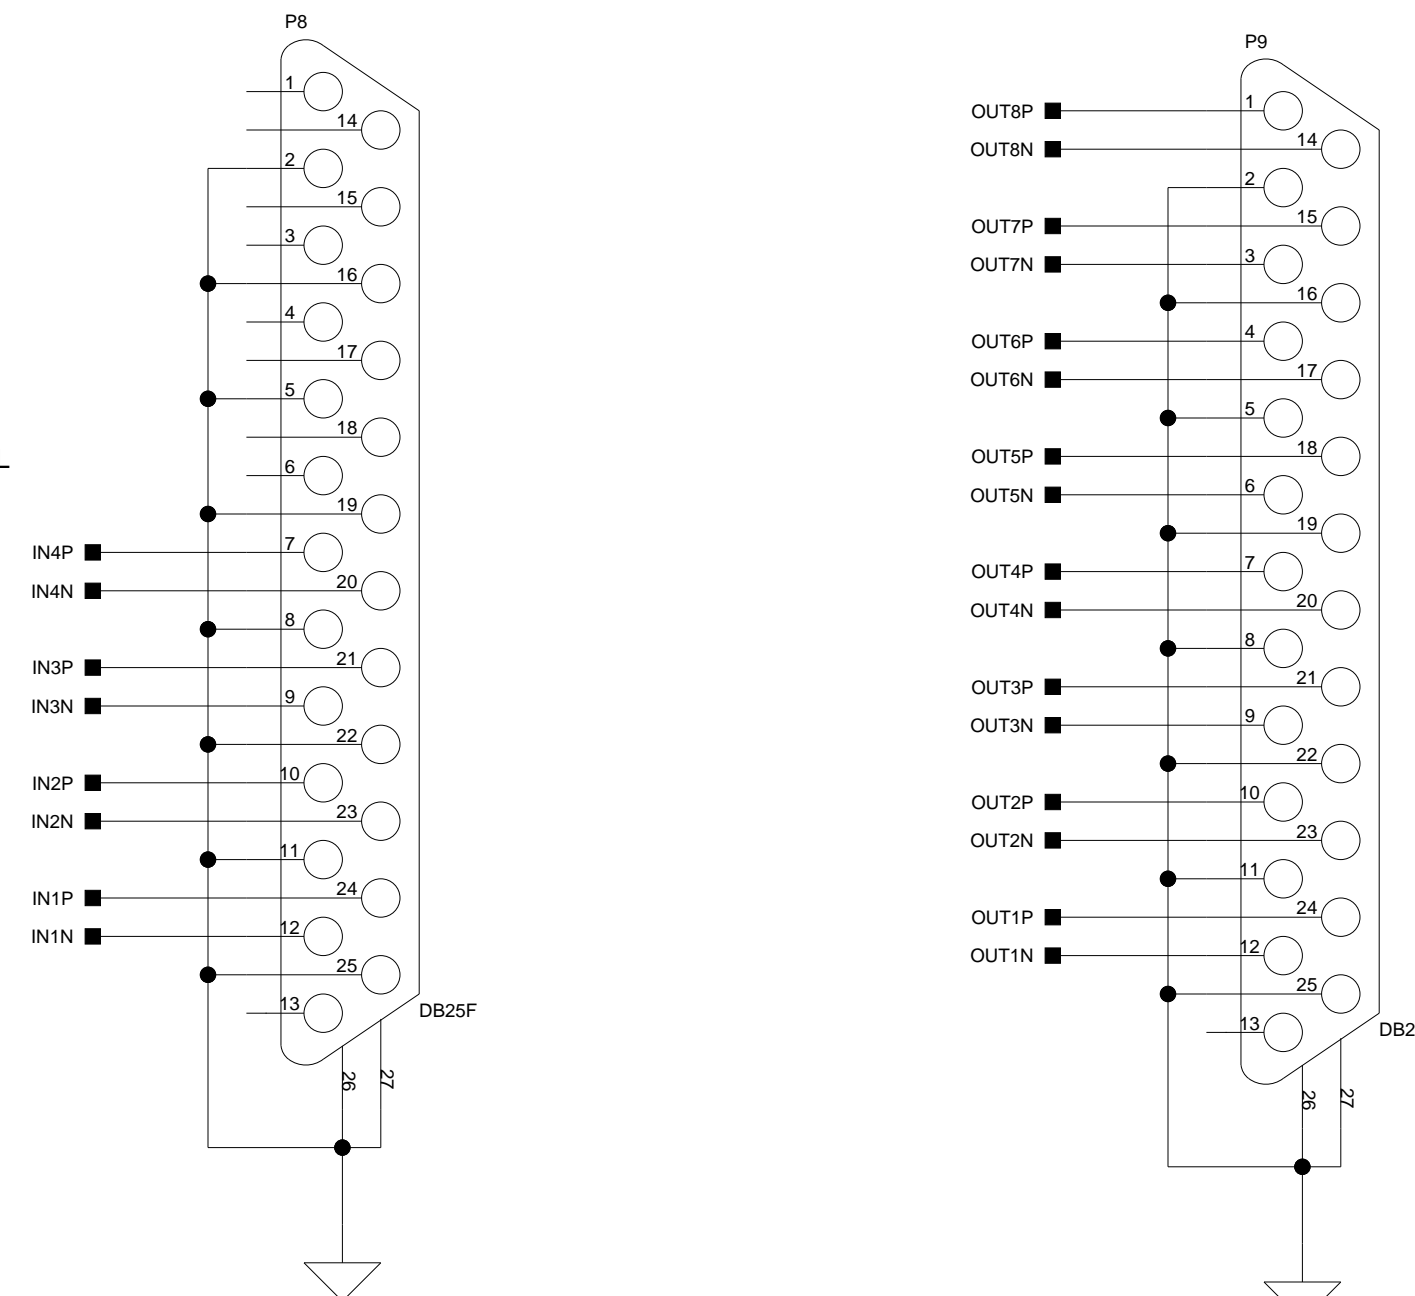 P8
1
14
2
15
3
16
4
17
5
18
6
19
IN4P 7
IN4N 20
8
IN3P 21
IN3N 9
22
IN2P 10
IN2N 23
11
IN1P 24
IN1N 12
25
13
DB25F
26 27
P9
OUT8P 1
OUT8N 14
2
OUT7P 15
OUT7N 3
16
OUT6P 4
OUT6N 17
5
OUT5P 18
OUT5N 6
19
OUT4P 7
OUT4N 20
8
OUT3P 21
OUT3N 9
22
OUT2P 10
OUT2N 23
11
OUT1P 24
OUT1N 12
25
13
DB2
26 27